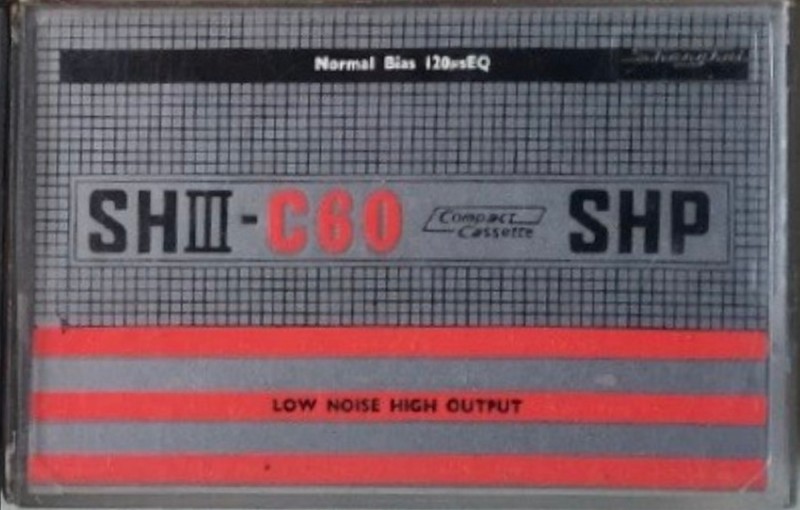 Normal Bias 120μsEQ
Shanghai
SHIII-C60 Compact Cassette SHP
LOW NOISE HIGH OUTPUT